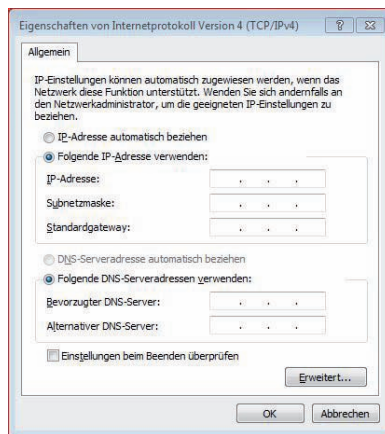 Eigenschaften von Internetprotokoll Version 4 (TCP/IPv4)
Allgemein
IP-Einstellungen können automatisch zugewiesen werden, wenn das
Netzwerk diese Funktion unterstützt. Wenden Sie sich andernfalls an
den Netzwerkadministrator, um die geeigneten IP-Einstellungen zu
beziehen.
IP-Adresse automatisch beziehen
Folgende IP-Adresse verwenden:
IP-Adresse:
Subnetzmaske:
Standardgateway:
DNS-Serveradresse automatisch beziehen
Folgende DNS-Serveradressen verwenden:
Bevorzugter DNS-Server:
Alternativer DNS-Server:
Einstellungen beim Beenden überprüfen
Erweitert...
OK Abbrechen